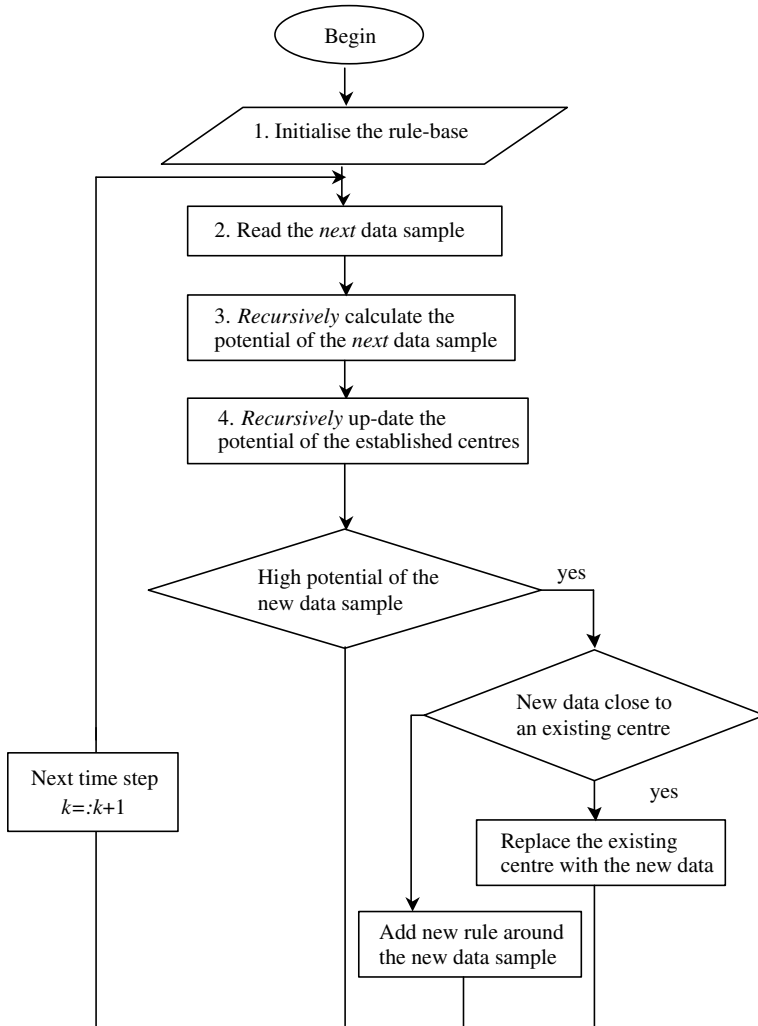 Begin
1. Initialise the rule-base
2. Read the next data sample
3. Recursively calculate the
potential of the next data sample
4. Recursively up-date the
potential of the established centres
High potential of the
new data sample
yes
New data close to
an existing centre
Next time step
k=:k+1
yes
Replace the existing
centre with the new data
Add new rule around
the new data sample